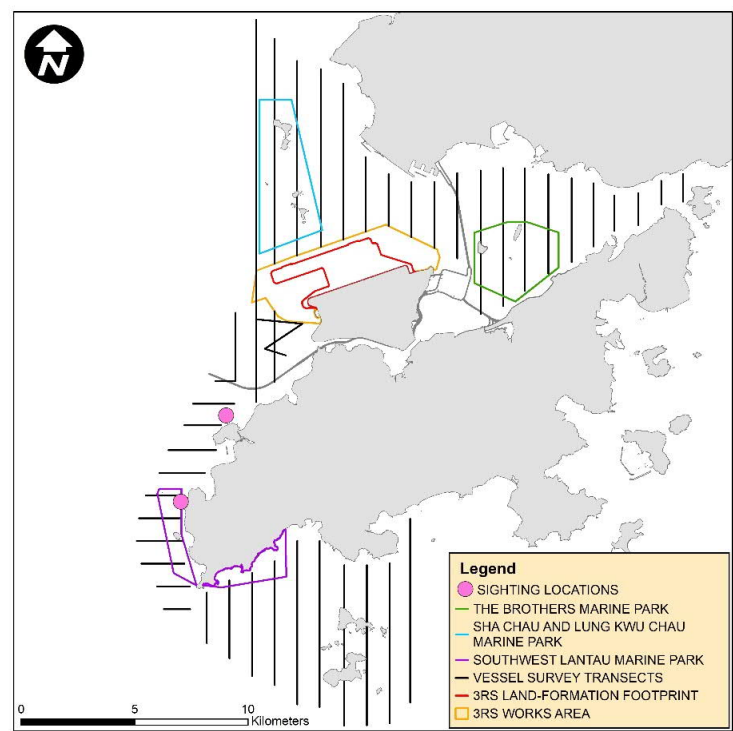 N
Legend
SIGHTING LOCATIONS
THE BROTHERS MARINE PARK
SHA CHAU AND LUNG KWU CHAU
MARINE PARK
SOUTHWEST LANTAU MARINE PARK
VESSEL SURVEY TRANSECTS
3RS LAND-FORMATION FOOTPRINT
3RS WORKS AREA
0 5 10
Kilometers